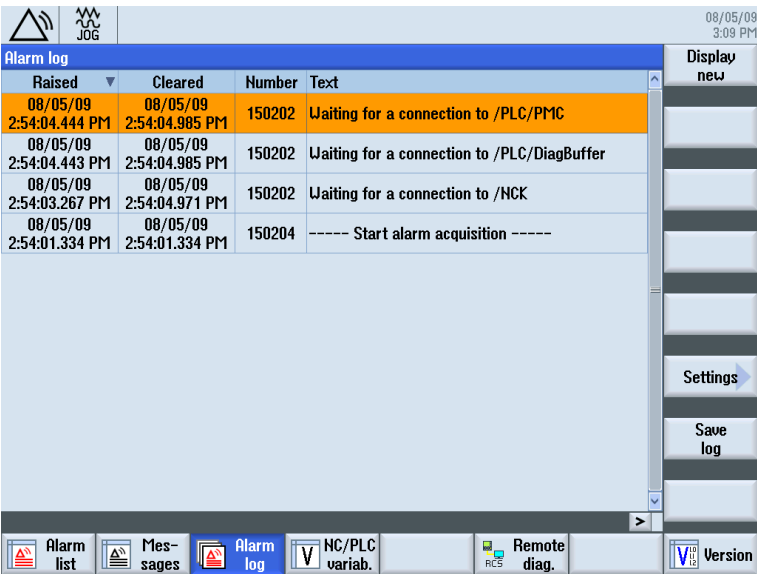 JOG
08/05/09
3:09 PM
Alarm log
Display
new
Raised Cleared Number Text
08/05/09 08/05/09
2:54:04.444 PM 2:54:04.985 PM 150202 Waiting for a connection to /PLC/PMC
08/05/09 08/05/09
2:54:04.443 PM 2:54:04.985 PM 150202 Waiting for a connection to /PLC/DiagBuffer
08/05/09 08/05/09
2:54:03.267 PM 2:54:04.971 PM 150202 Waiting for a connection to /NCK
08/05/09 08/05/09
2:54:01.334 PM 2:54:01.334 PM 150204 ----- Start alarm acquisition -----
Settings
Save
log
>
Alarm
list
Mes-
sages
Alarm
log
V NC/PLC
variab.
RCS
Remote
diag.
Version